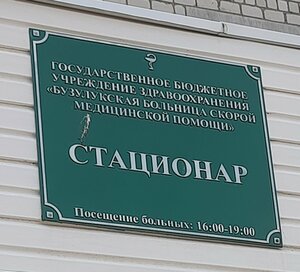 ГОСУДАРСТВЕННОЕ БЮДЖЕТНОЕ
УЧРЕЖДЕНИЕ ЗДРАВООХРАНЕНИЯ
«БУЗУЛУКСКАЯ БОЛЬНИЦА СКОРОЙ
МЕДИЦИНСКОЙ ПОМОЩИ»
СТАЦИОНАР
Посещение больных: 16:00-19:00